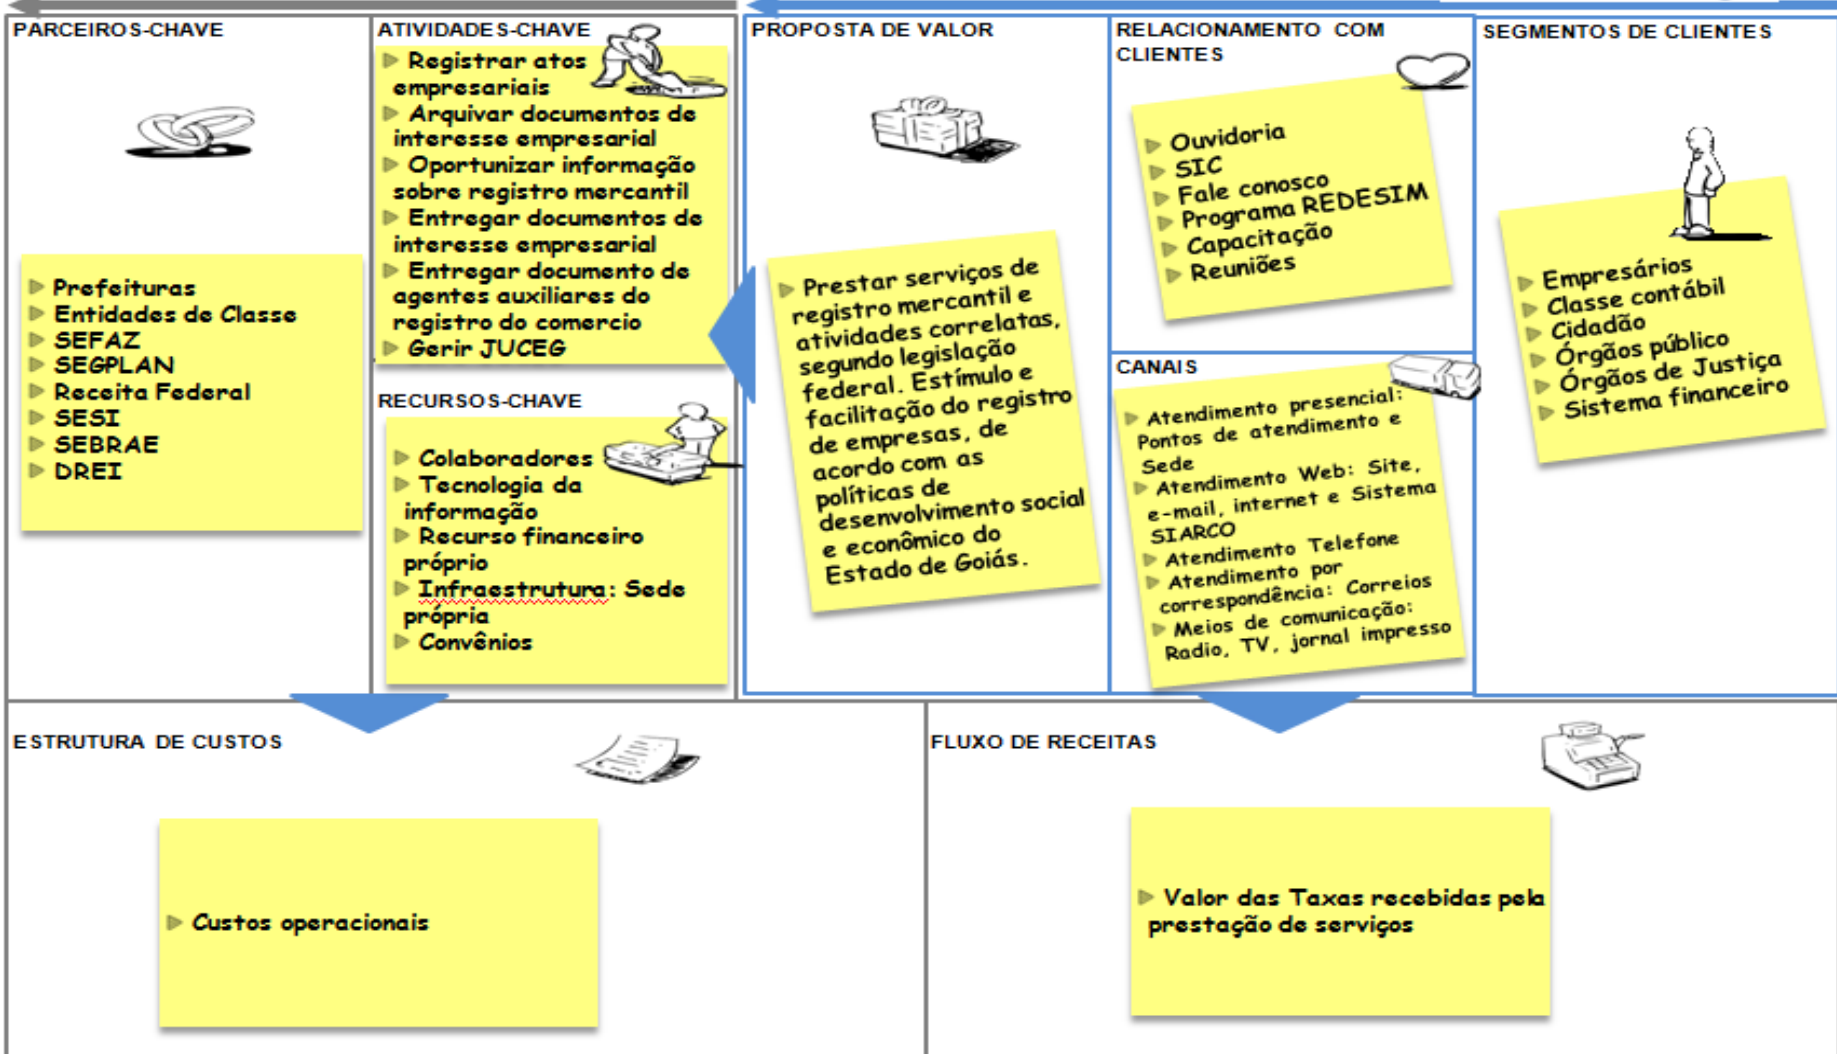 PARCEIROS-CHAVE
Prefeituras
Entidades de Classe
SEFAZ
SEGPLAN
Receita Federal
SESI
SEBRAE
DREI
ATIVIDADES-CHAVE
Registrar atos
empresariais
Arquivar documentos de
interesse empresarial
Oportunizar informação
sobre registro mercantil
Entregar documentos de
interesse empresarial
Entregar documento de
agentes auxiliares do
registro do comercio
Gerir JUCEG
RECURSOS-CHAVE
Colaboradores
Tecnologia da
informação
Recurso financeiro
próprio
Infraestrutura: Sede
própria
Convênios
PROPOSTA DE VALOR
Prestar serviços de
registro mercantil e
atividades correlatas,
segundo legislação
federal. Estímulo e
facilitação do registro
de empresas, de
acordo com as
políticas de
desenvolvimento social
e econômico do
Estado de Goiás.
RELACIONAMENTO COM
CLIENTES
Ouvidoria
SIC
Fale conosco
Programa REDESIM
Capacitação
Reuniões
CANAIS
Atendimento presencial:
Pontos de atendimento e
Sede
Atendimento Web: Site,
e-mail, internet e Sistema
SIARCO
Atendimento Telefone
Atendimento por
correspondência: Correios
Meios de comunicação:
Radio, TV, jornal impresso
SEGMENTOS DE CLIENTES
Empresários
Classe contábil
Cidadão
Órgãos público
Órgãos de Justiça
Sistema financeiro
ESTRUTURA DE CUSTOS
Custos operacionais
FLUXO DE RECEITAS
Valor das Taxas recebidas pela
prestação de serviços